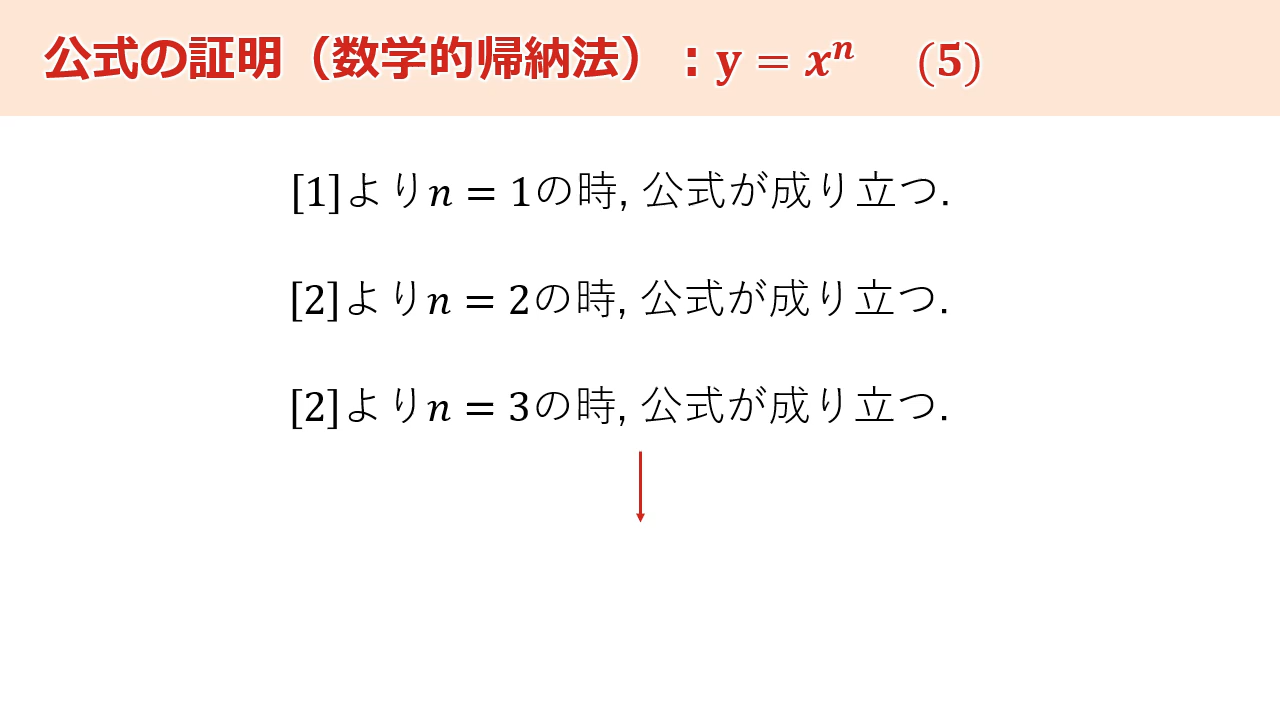 公式の証明（数学的帰納法）：y = xⁿ （5）
[1]よりn = 1の時, 公式が成り立つ.
[2]よりn = 2の時, 公式が成り立つ.
[2]よりn = 3の時, 公式が成り立つ.